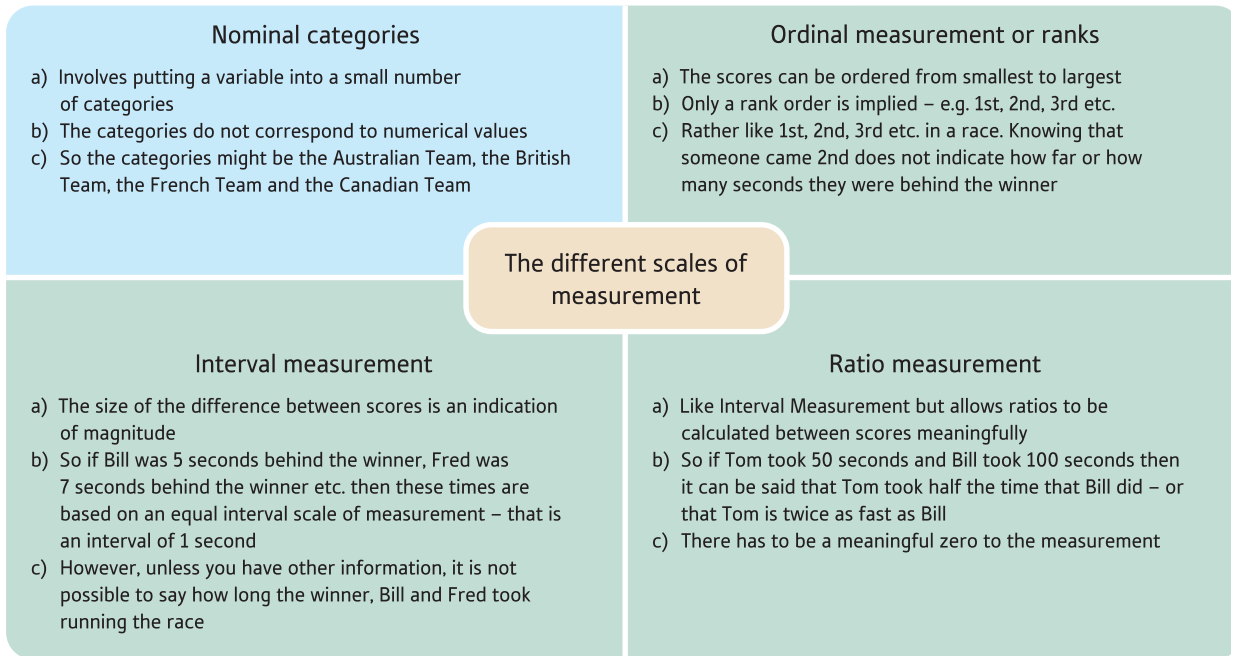 Nominal categories
a) Involves putting a variable into a small number
of categories
b) The categories do not correspond to numerical values
c) So the categories might be the Australian Team, the British
Team, the French Team and the Canadian Team
Ordinal measurement or ranks
a) The scores can be ordered from smallest to largest
b) Only a rank order is implied – e.g. 1st, 2nd, 3rd etc.
c) Rather like 1st, 2nd, 3rd etc. in a race. Knowing that
someone came 2nd does not indicate how far or how
many seconds they were behind the winner
The different scales of
measurement
Interval measurement
a) The size of the difference between scores is an indication
of magnitude
b) So if Bill was 5 seconds behind the winner, Fred was
7 seconds behind the winner etc. then these times are
based on an equal interval scale of measurement – that is
an interval of 1 second
c) However, unless you have other information, it is not
possible to say how long the winner, Bill and Fred took
running the race
Ratio measurement
a) Like Interval Measurement but allows ratios to be
calculated between scores meaningfully
b) So if Tom took 50 seconds and Bill took 100 seconds then
it can be said that Tom took half the time that Bill did – or
that Tom is twice as fast as Bill
c) There has to be a meaningful zero to the measurement